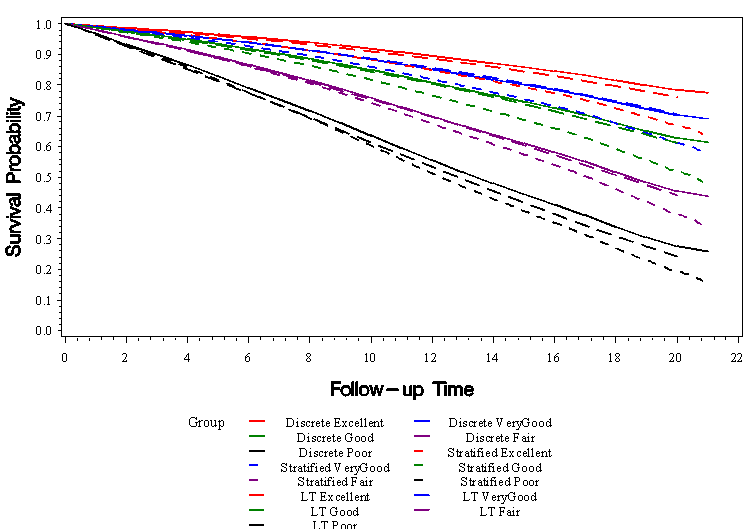 1.0
0.9
0.8
0.7
0.6
0.5
0.4
0.3
0.2
0.1
0.0
Survival Probability
0 2 4 6 8 10 12 14 16 18 20 22
Follow-up Time
Group
Discrete Excellent Discrete VeryGood
Discrete Good Discrete Fair
Discrete Poor Stratified Excellent
Stratified VeryGood Stratified Good
Stratified Fair Stratified Poor
LT Excellent LT VeryGood
LT Good LT Fair
LT Poor